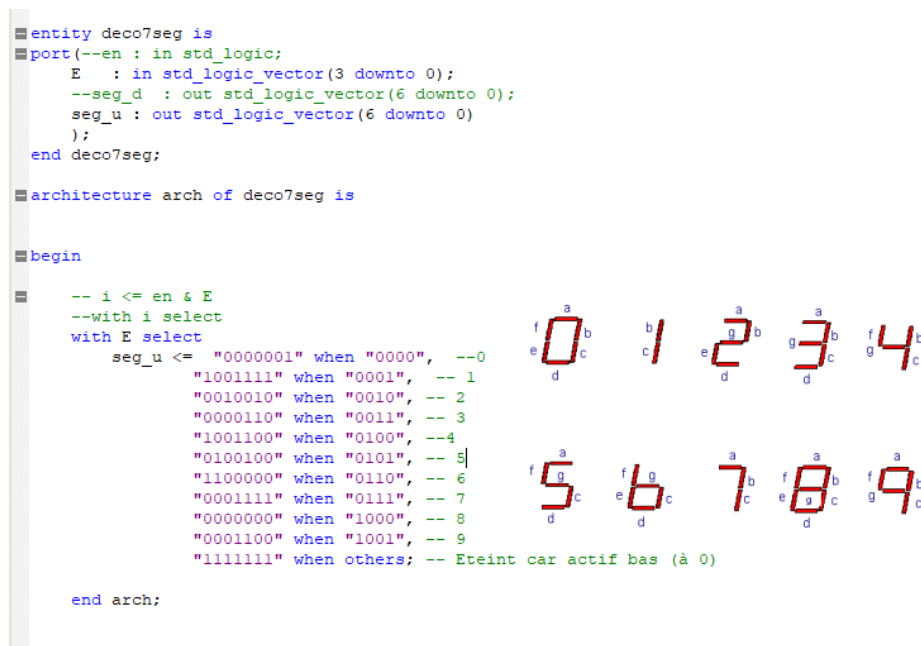 entity deco7seg is
port(--en : in std_logic;
E : in std_logic_vector(3 downto 0);
--seg_d : out std_logic_vector(6 downto 0);
seg_u : out std_logic_vector(6 downto 0)
);
end deco7seg;
architecture arch of deco7seg is
begin
-- i <= en & E
--with i select
with E select
seg_u <= "0000001" when "0000", --0
"1001111" when "0001", -- 1
"0010010" when "0010", -- 2
"0000110" when "0011", -- 3
"1001100" when "0100", --4
"0100100" when "0101", -- 5
"1100000" when "0110", -- 6
"0001111" when "0111", -- 7
"0000000" when "1000", -- 8
"0001100" when "1001", -- 9
"1111111" when others; -- Eteint car actif bas (à 0)
end arch;
a a a
f b b g b g b f b
e c c e g c g c
d d d
a g a a a
f g f b f b f b
c e c c e g c g c
d d d